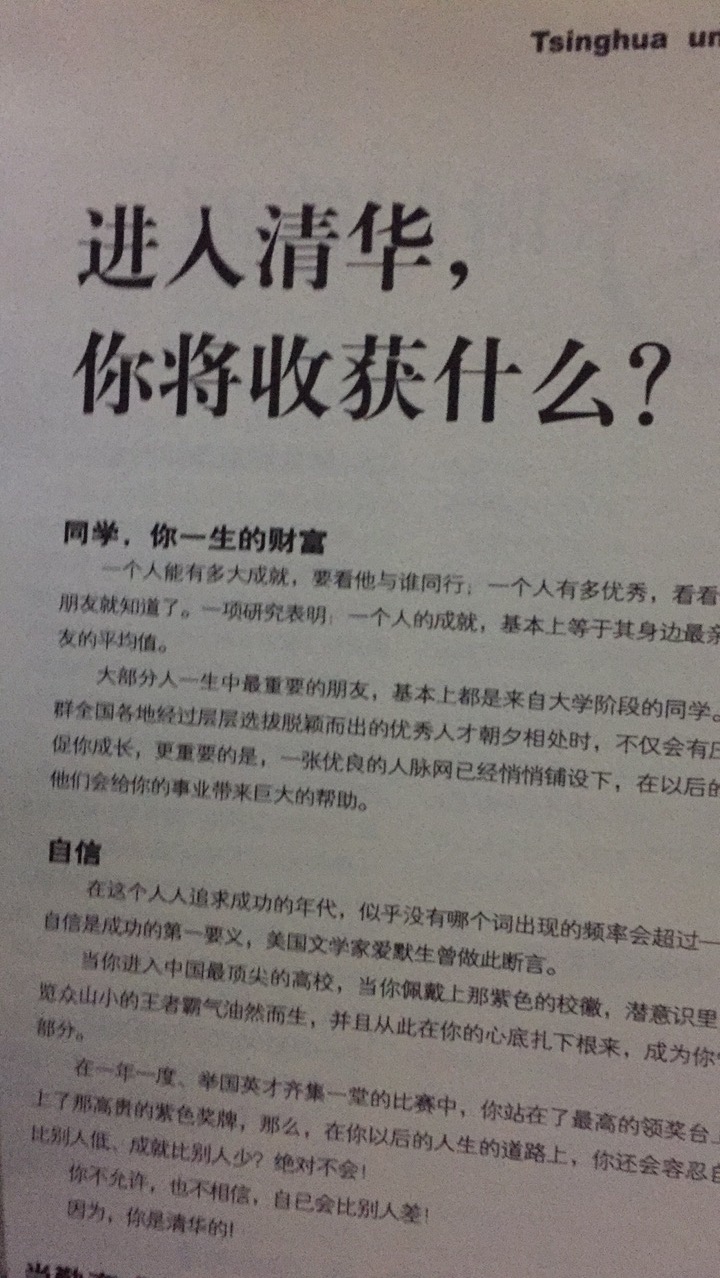 Tsinghua un
进入清华，
你将收获什么？
同学，你一生的财富
一个人能有多大成就，要看他与谁同行；一个人有多优秀，看看
朋友就知道了。一项研究表明：一个人的成就，基本上等于其身边最亲
友的平均值。
大部分人一生中最重要的朋友，基本上都是来自大学阶段的同学。
群全国各地经过层层选拔脱颖而出的优秀人才朝夕相处时，不仅会有压
促你成长，更重要的是，一张优良的人脉网已经悄悄铺设下，在以后的
他们会给你的事业带来巨大的帮助。
自信
在这个人人追求成功的年代，似乎没有哪个词出现的频率会超过一
自信是成功的第一要义，美国文学家爱默生曾做此断言。
当你进入中国最顶尖的高校，当你佩戴上那紫色的校徽，潜意识里
览众山小的王者霸气油然而生，并且从此在你的心底扎下根来，成为你
部分。
在一年一度、举国英才齐集一堂的比赛中，你站在了最高的领奖台上
上了那高贵的紫色奖牌，那么，在你以后的人生的道路上，你还会容忍自
比别人低、成就比别人少？绝对不会！
你不允许，也不相信，自已会比别人差！
因为，你是清华的！